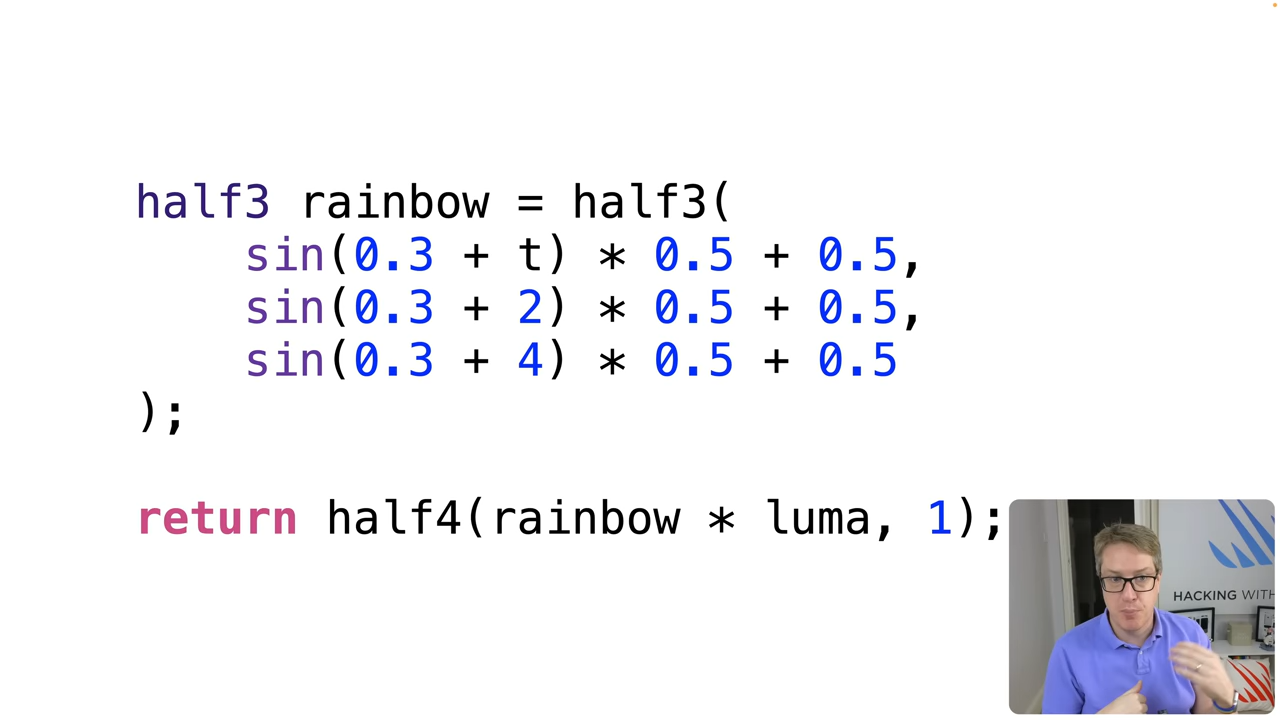 half3 rainbow = half3(
    sin(0.3 + t) * 0.5 + 0.5,
    sin(0.3 + 2) * 0.5 + 0.5,
    sin(0.3 + 4) * 0.5 + 0.5
);
return half4(rainbow * luma, 1);
HACKING WITH